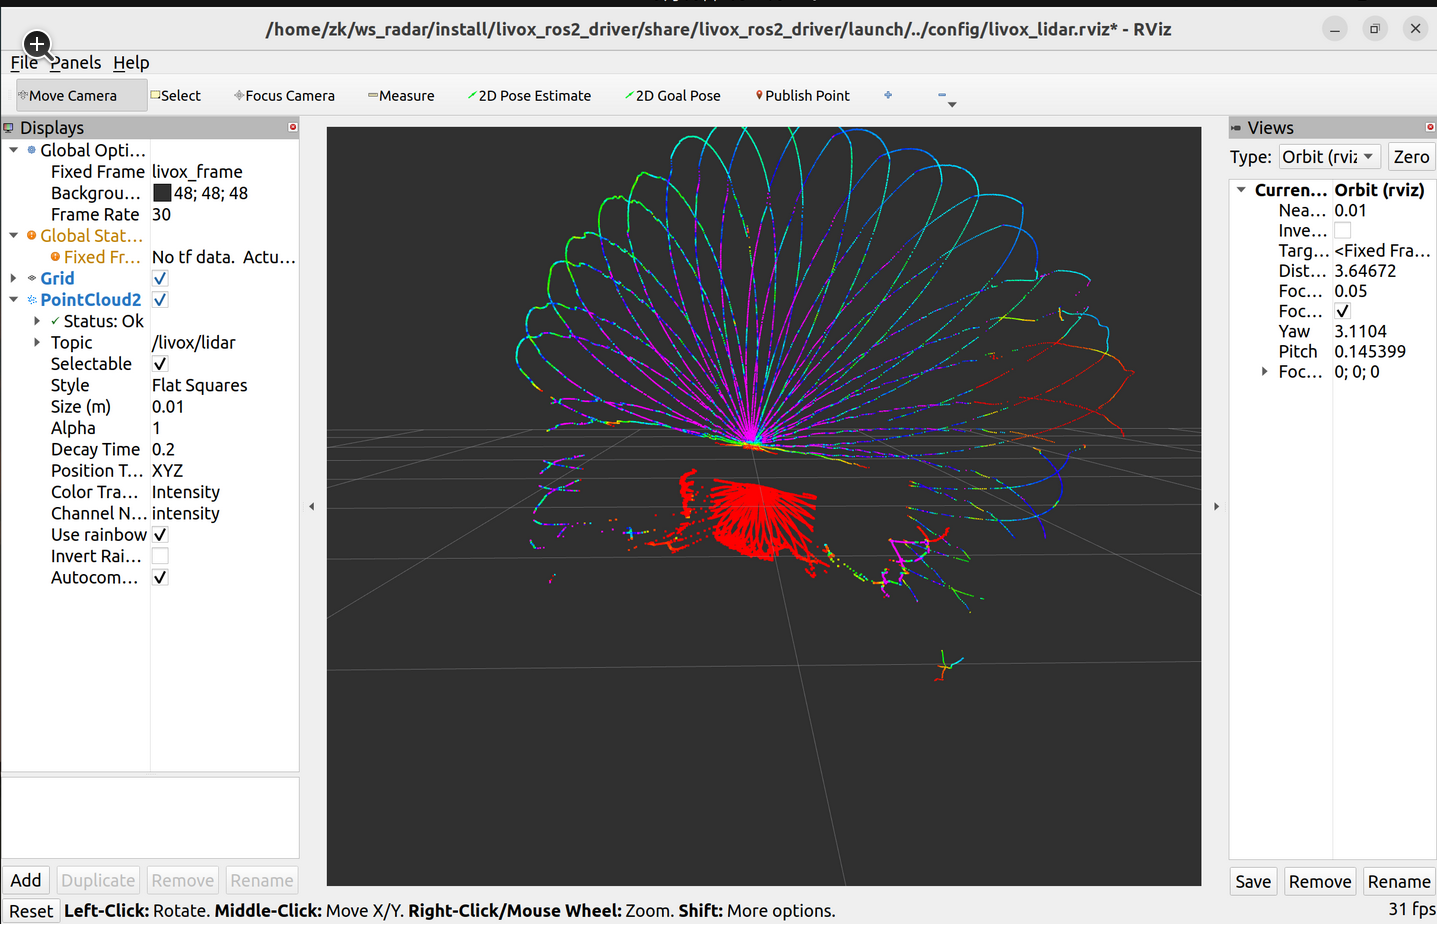 /home/zk/ws_radar/install/livox_ros2_driver/share/livox_ros2_driver/launch/../config/livox_lidar.rviz* - RViz
File Panels Help
Move Camera Select Focus Camera Measure 2D Pose Estimate 2D Goal Pose Publish Point
Displays
Global Opti...
Fixed Frame livox_frame
Backgrou... 48; 48; 48
Frame Rate 30
Global Stat...
Fixed Fr... No tf data. Actu...
Grid
PointCloud2
Status: Ok
Topic /livox/lidar
Selectable
Style Flat Squares
Size (m) 0.01
Alpha 1
Decay Time 0.2
Position T... XYZ
Color Tra... Intensity
Channel N... intensity
Use rainbow
Invert Rai...
Autocom...
Add Duplicate Remove Rename
Views
Type: Orbit (rviz Zero
Curren... Orbit (rviz)
Nea... 0.01
Inve...
Targ... <Fixed Fra...
Dist... 3.64672
Foc... 0.05
Foc...
Yaw 3.1104
Pitch 0.145399
Foc... 0; 0; 0
Save Remove Rename
Reset Left-Click: Rotate. Middle-Click: Move X/Y. Right-Click/Mouse Wheel: Zoom. Shift: More options. 31 fps